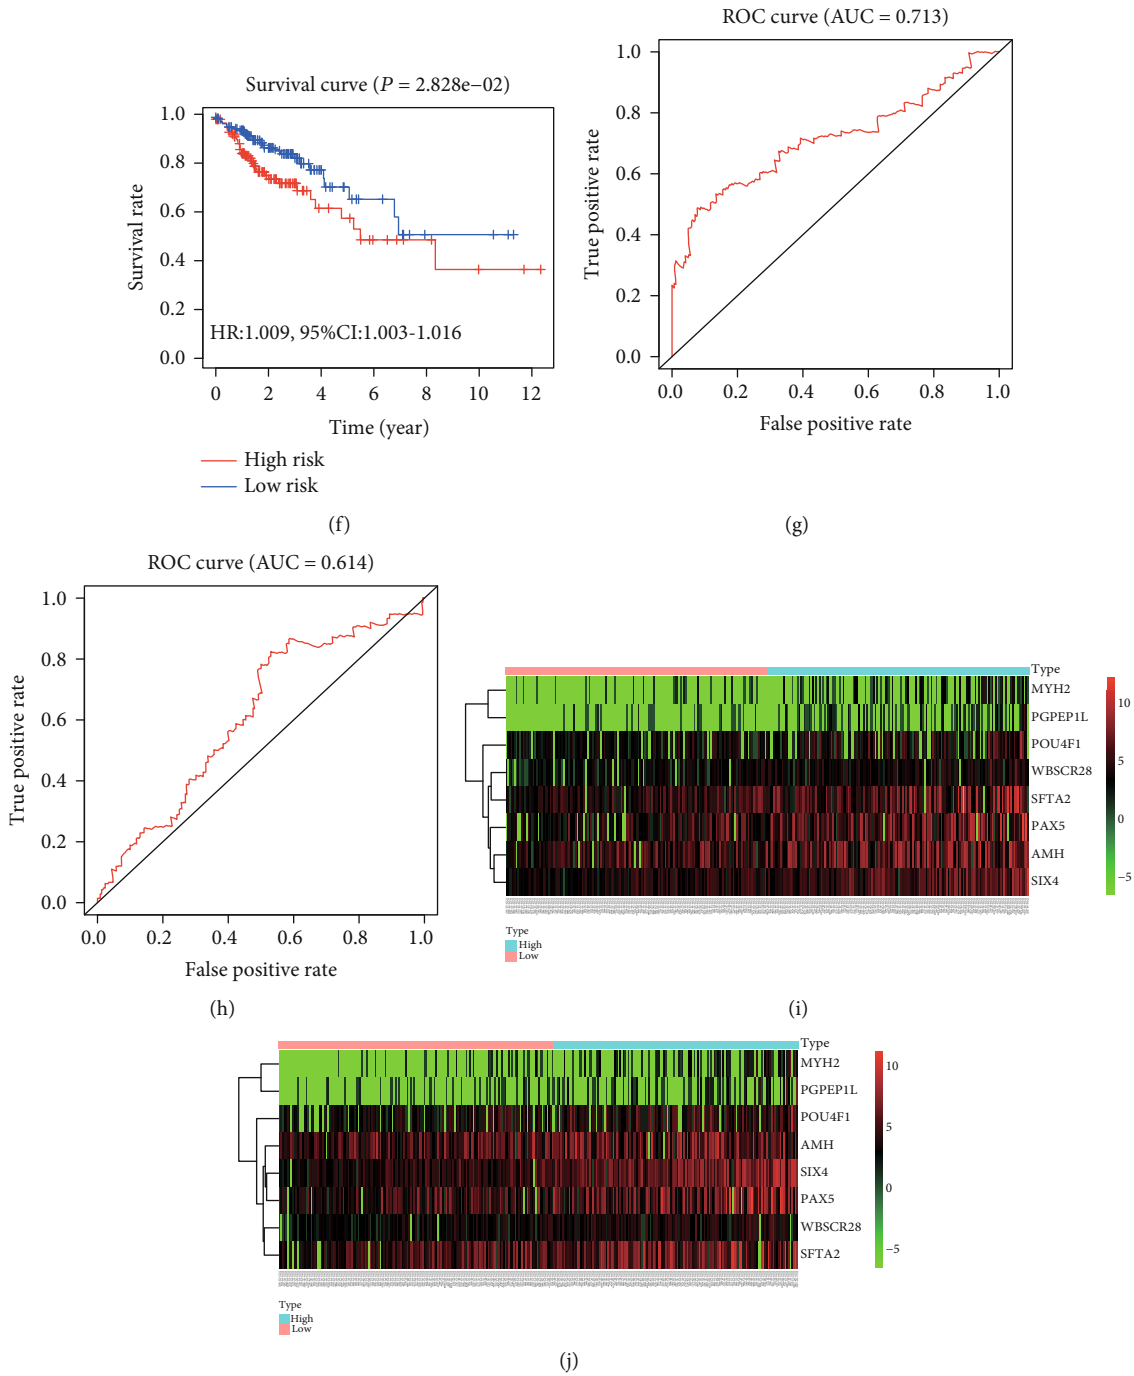 Survival curve (P = 2.828e−02)
Survival rate
1.0
0.8
0.6
0.4
0.2
0.0
HR:1.009, 95%CI:1.003-1.016
0 2 4 6 8 10 12
Time (year)
High risk
Low risk
(f)
ROC curve (AUC = 0.713)
True positive rate
1.0
0.8
0.6
0.4
0.2
0.0
0.0 0.2 0.4 0.6 0.8 1.0
False positive rate
(g)
ROC curve (AUC = 0.614)
True positive rate
1.0
0.8
0.6
0.4
0.2
0.0
0.0 0.2 0.4 0.6 0.8 1.0
False positive rate
(h)
Type
MYH2
PGPEP1L
POU4F1
WBSCR28
SFTA2
PAX5
AMH
SIX4
10
5
0
−5
Type
High
Low
(i)
Type
MYH2
PGPEP1L
POU4F1
AMH
SIX4
PAX5
WBSCR28
SFTA2
10
5
0
−5
Type
High
Low
(j)